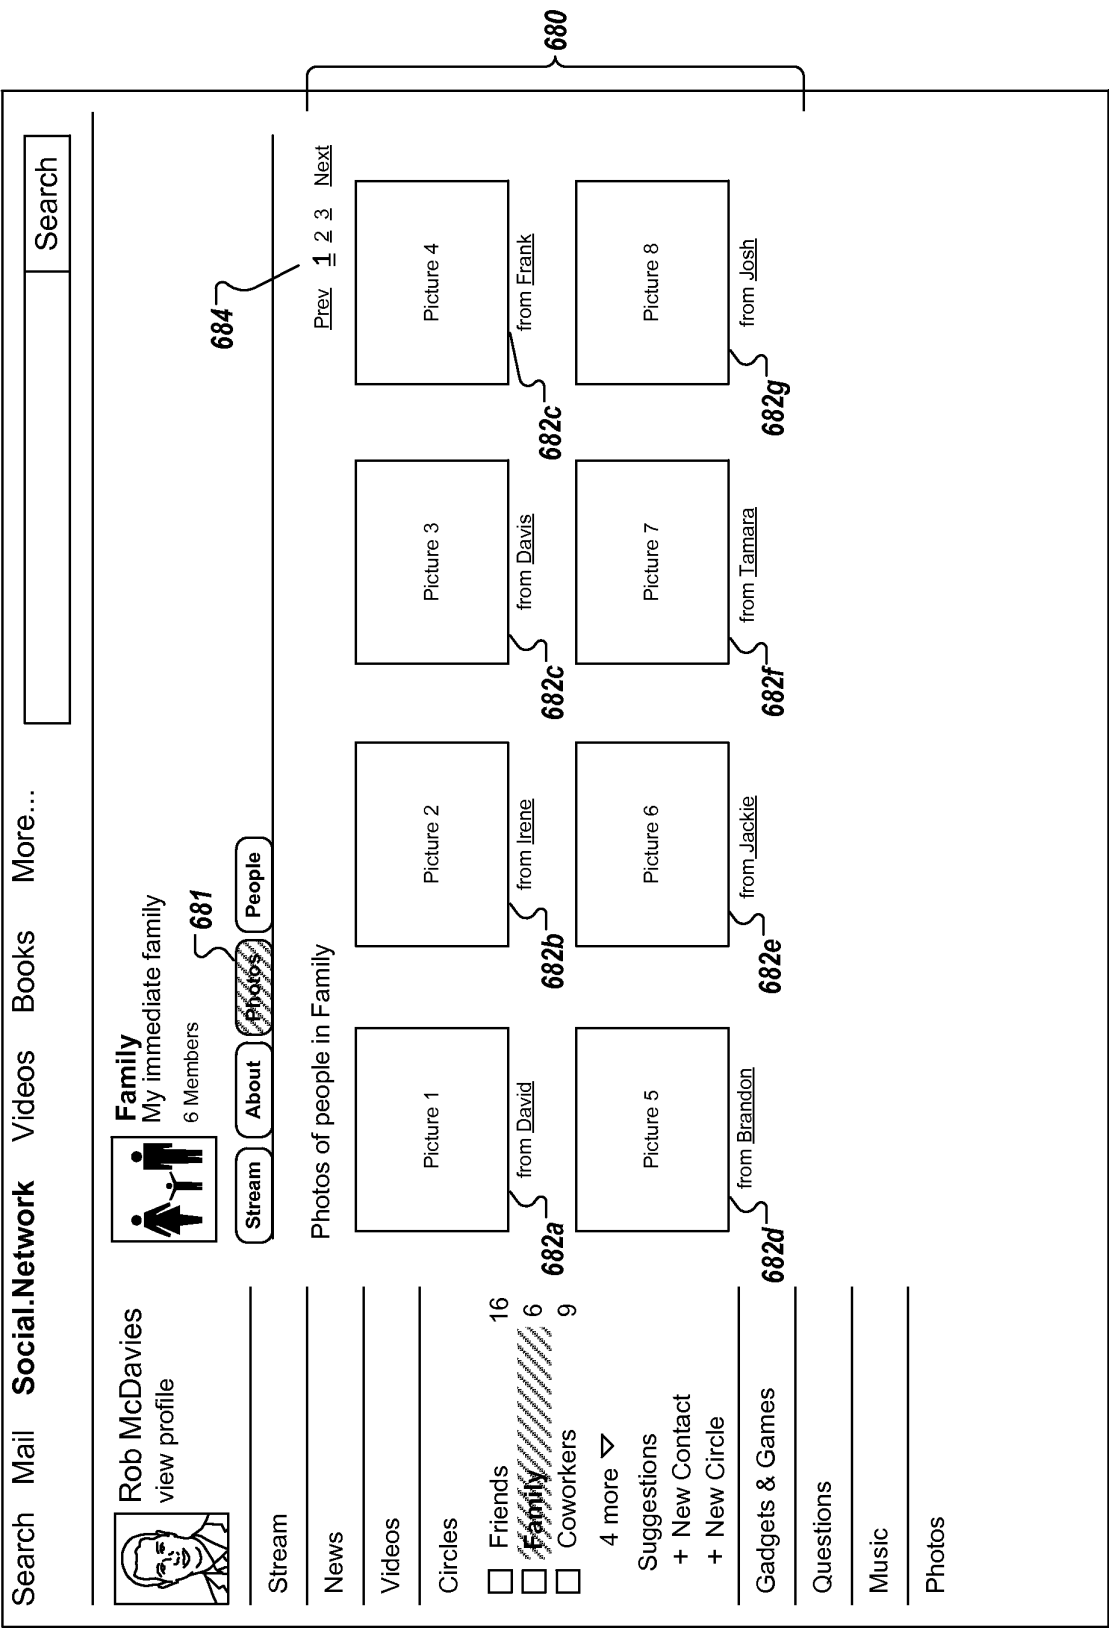 Search Mail Social.Network Videos Books More... Search
Rob McDavies
view profile
Stream
News
Videos
Circles
Friends 16
Family 6
Coworkers 9
4 more
Suggestions
+ New Contact
+ New Circle
Gadgets & Games
Questions
Music
Photos
Family
My immediate family
6 Members
681
684
Stream About Photos People
Photos of people in Family
Prev 1 2 3 Next
Picture 1 Picture 2 Picture 3 Picture 4
from David from Irene from Davis from Frank
682a 682b 682c 682c
Picture 5 Picture 6 Picture 7 Picture 8
from Brandon from Jackie from Tamara from Josh
682d 682e 682f 682g
680